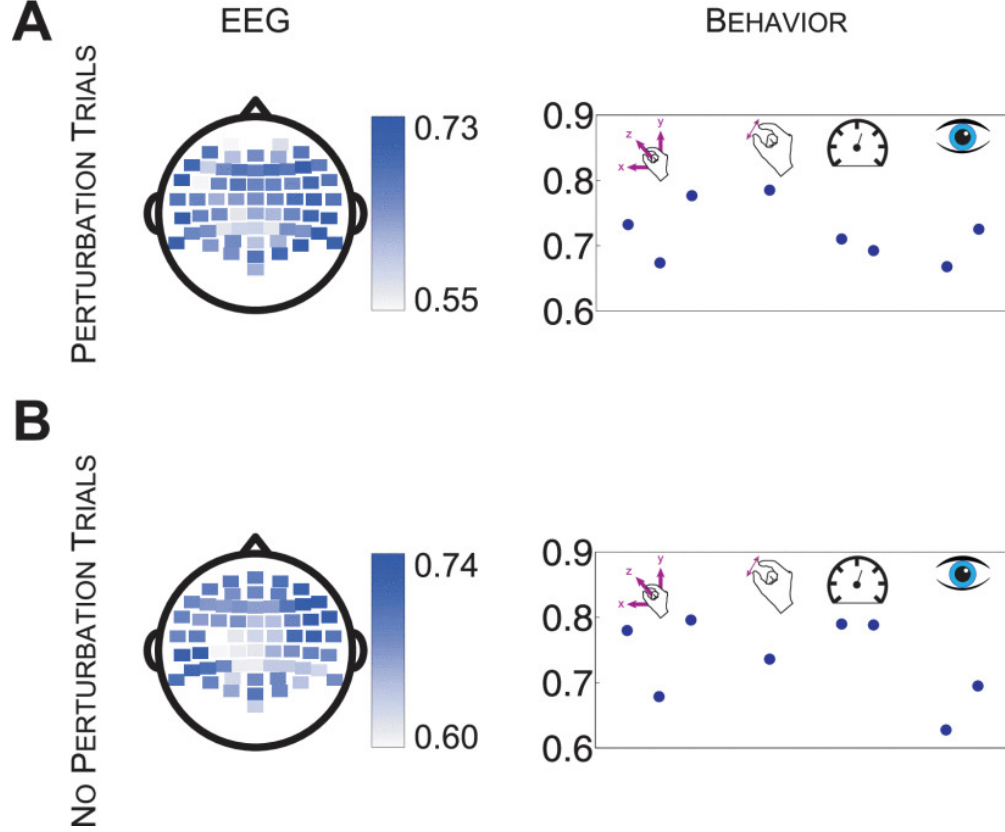 A
EEG
BEHAVIOR
PERTURBATION TRIALS
0.73
0.55
0.9
0.8
0.7
0.6
z
y
x
B
NO PERTURBATION TRIALS
0.74
0.60
0.9
0.8
0.7
0.6
z
y
x